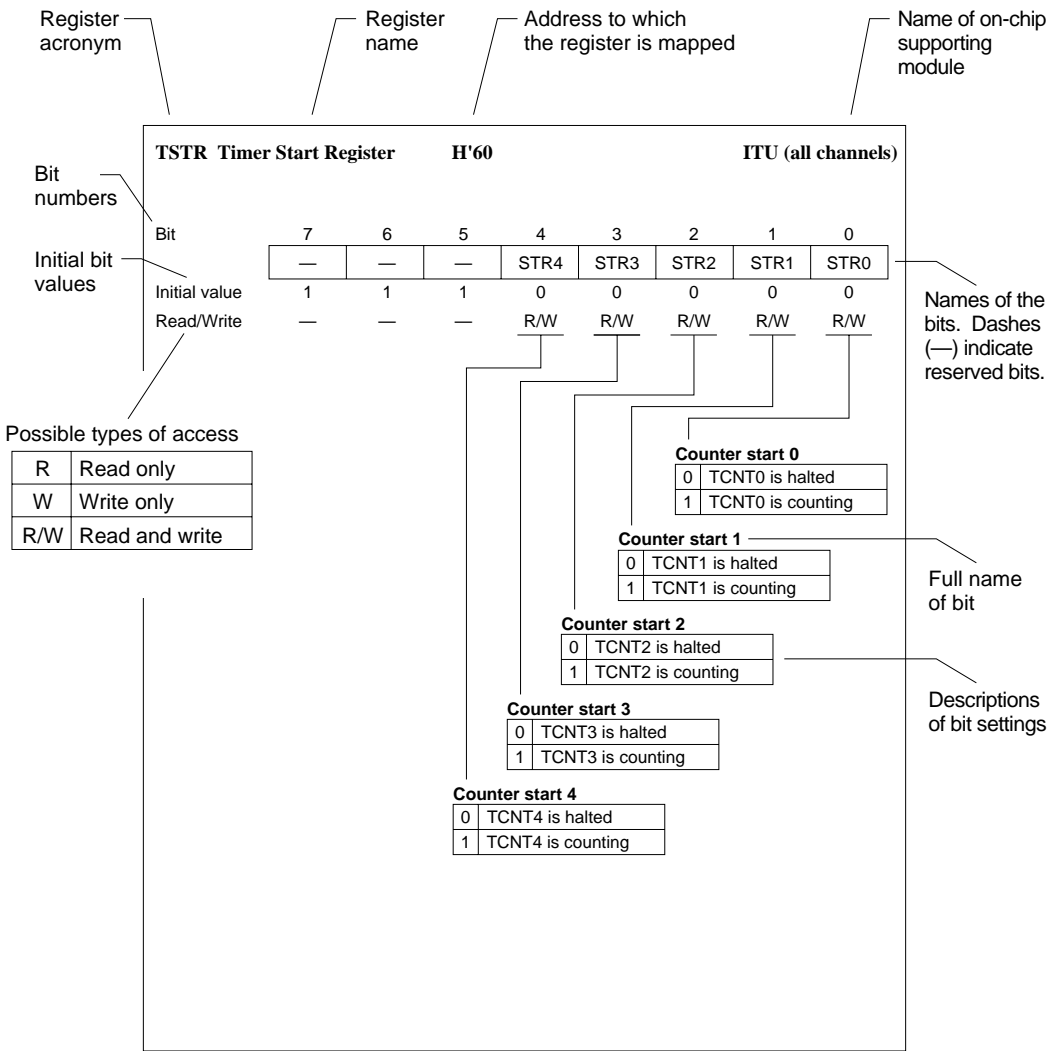 Register
acronym
Register
name
Address to which
the register is mapped
Name of on-chip
supporting
module
TSTR Timer Start Register H'60 ITU (all channels)
Bit
numbers
Bit 7 6 5 4 3 2 1 0
— — — STR4 STR3 STR2 STR1 STR0
Initial bit
values
Initial value 1 1 1 0 0 0 0 0
Read/Write — — — R/W R/W R/W R/W R/W
Names of the
bits. Dashes
(—) indicate
reserved bits.
Possible types of access
R Read only
W Write only
R/W Read and write
Counter start 0
0 TCNT0 is halted
1 TCNT0 is counting
Counter start 1
0 TCNT1 is halted
1 TCNT1 is counting
Full name
of bit
Counter start 2
0 TCNT2 is halted
1 TCNT2 is counting
Descriptions
of bit settings
Counter start 3
0 TCNT3 is halted
1 TCNT3 is counting
Counter start 4
0 TCNT4 is halted
1 TCNT4 is counting